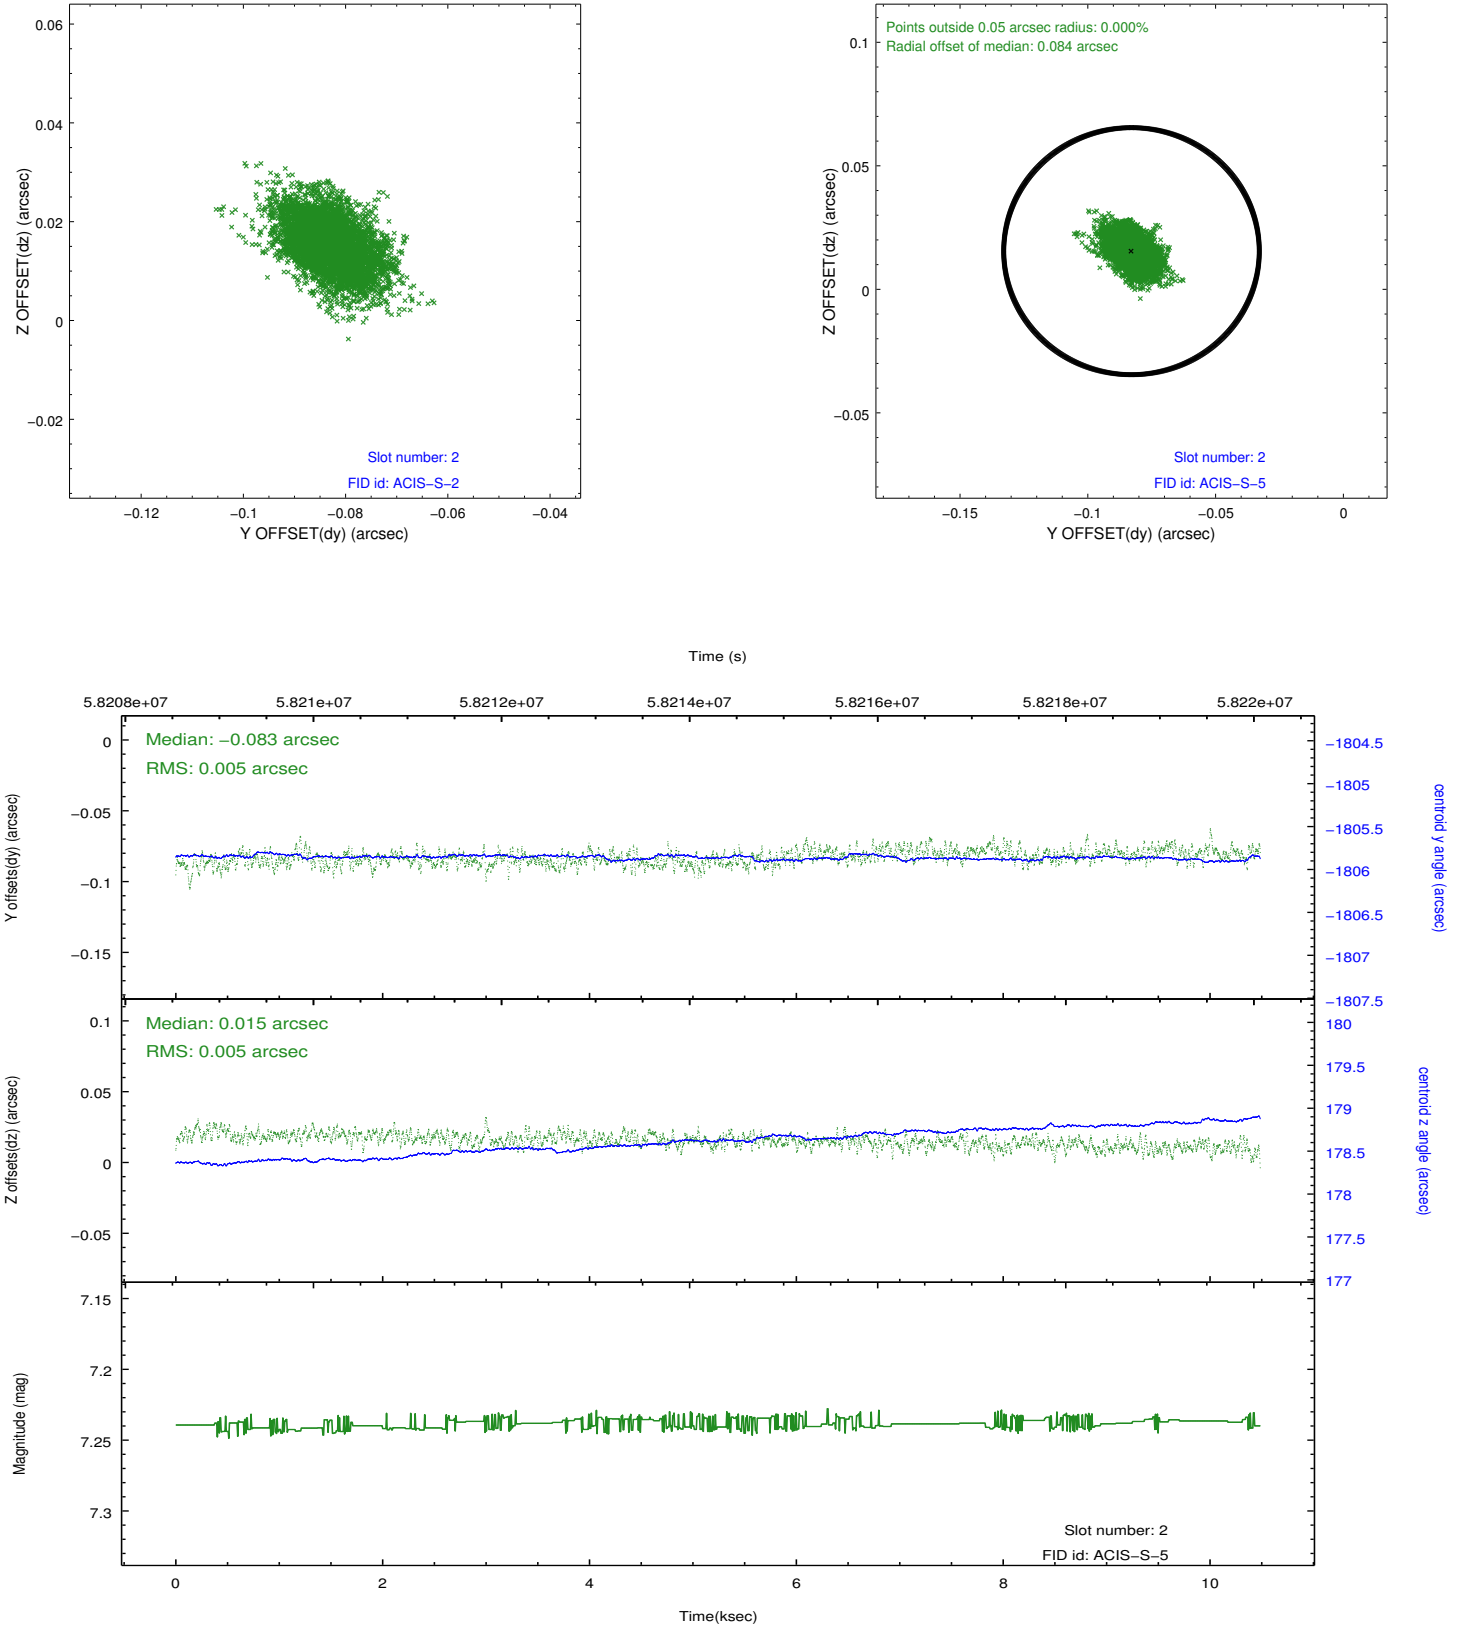 0.06
0.04
0.02
0
−0.02
Z OFFSET(dz) (arcsec)
Slot number: 2
FID id: ACIS−S−2
−0.12
−0.1
−0.08
−0.06
−0.04
Y OFFSET(dy) (arcsec)
Points outside 0.05 arcsec radius: 0.000%
Radial offset of median: 0.084 arcsec
0.1
0.05
0
−0.05
Z OFFSET(dz) (arcsec)
Slot number: 2
FID id: ACIS−S−5
−0.15
−0.1
−0.05
0
Y OFFSET(dy) (arcsec)
Time (s)
5.8208e+07
5.821e+07
5.8212e+07
5.8214e+07
5.8216e+07
5.8218e+07
5.822e+07
Median: −0.083 arcsec
RMS: 0.005 arcsec
0
−0.05
−0.1
−0.15
Y offsets(dy) (arcsec)
−1804.5
−1805
−1805.5
−1806
−1806.5
−1807
−1807.5
centroid y angle (arcsec)
Median: 0.015 arcsec
RMS: 0.005 arcsec
0.1
0.05
0
−0.05
Z offsets(dz) (arcsec)
180
179.5
179
178.5
178
177.5
177
centroid z angle (arcsec)
7.15
7.2
7.25
7.3
Magnitude (mag)
Slot number: 2
FID id: ACIS−S−5
0
2
4
6
8
10
Time(ksec)